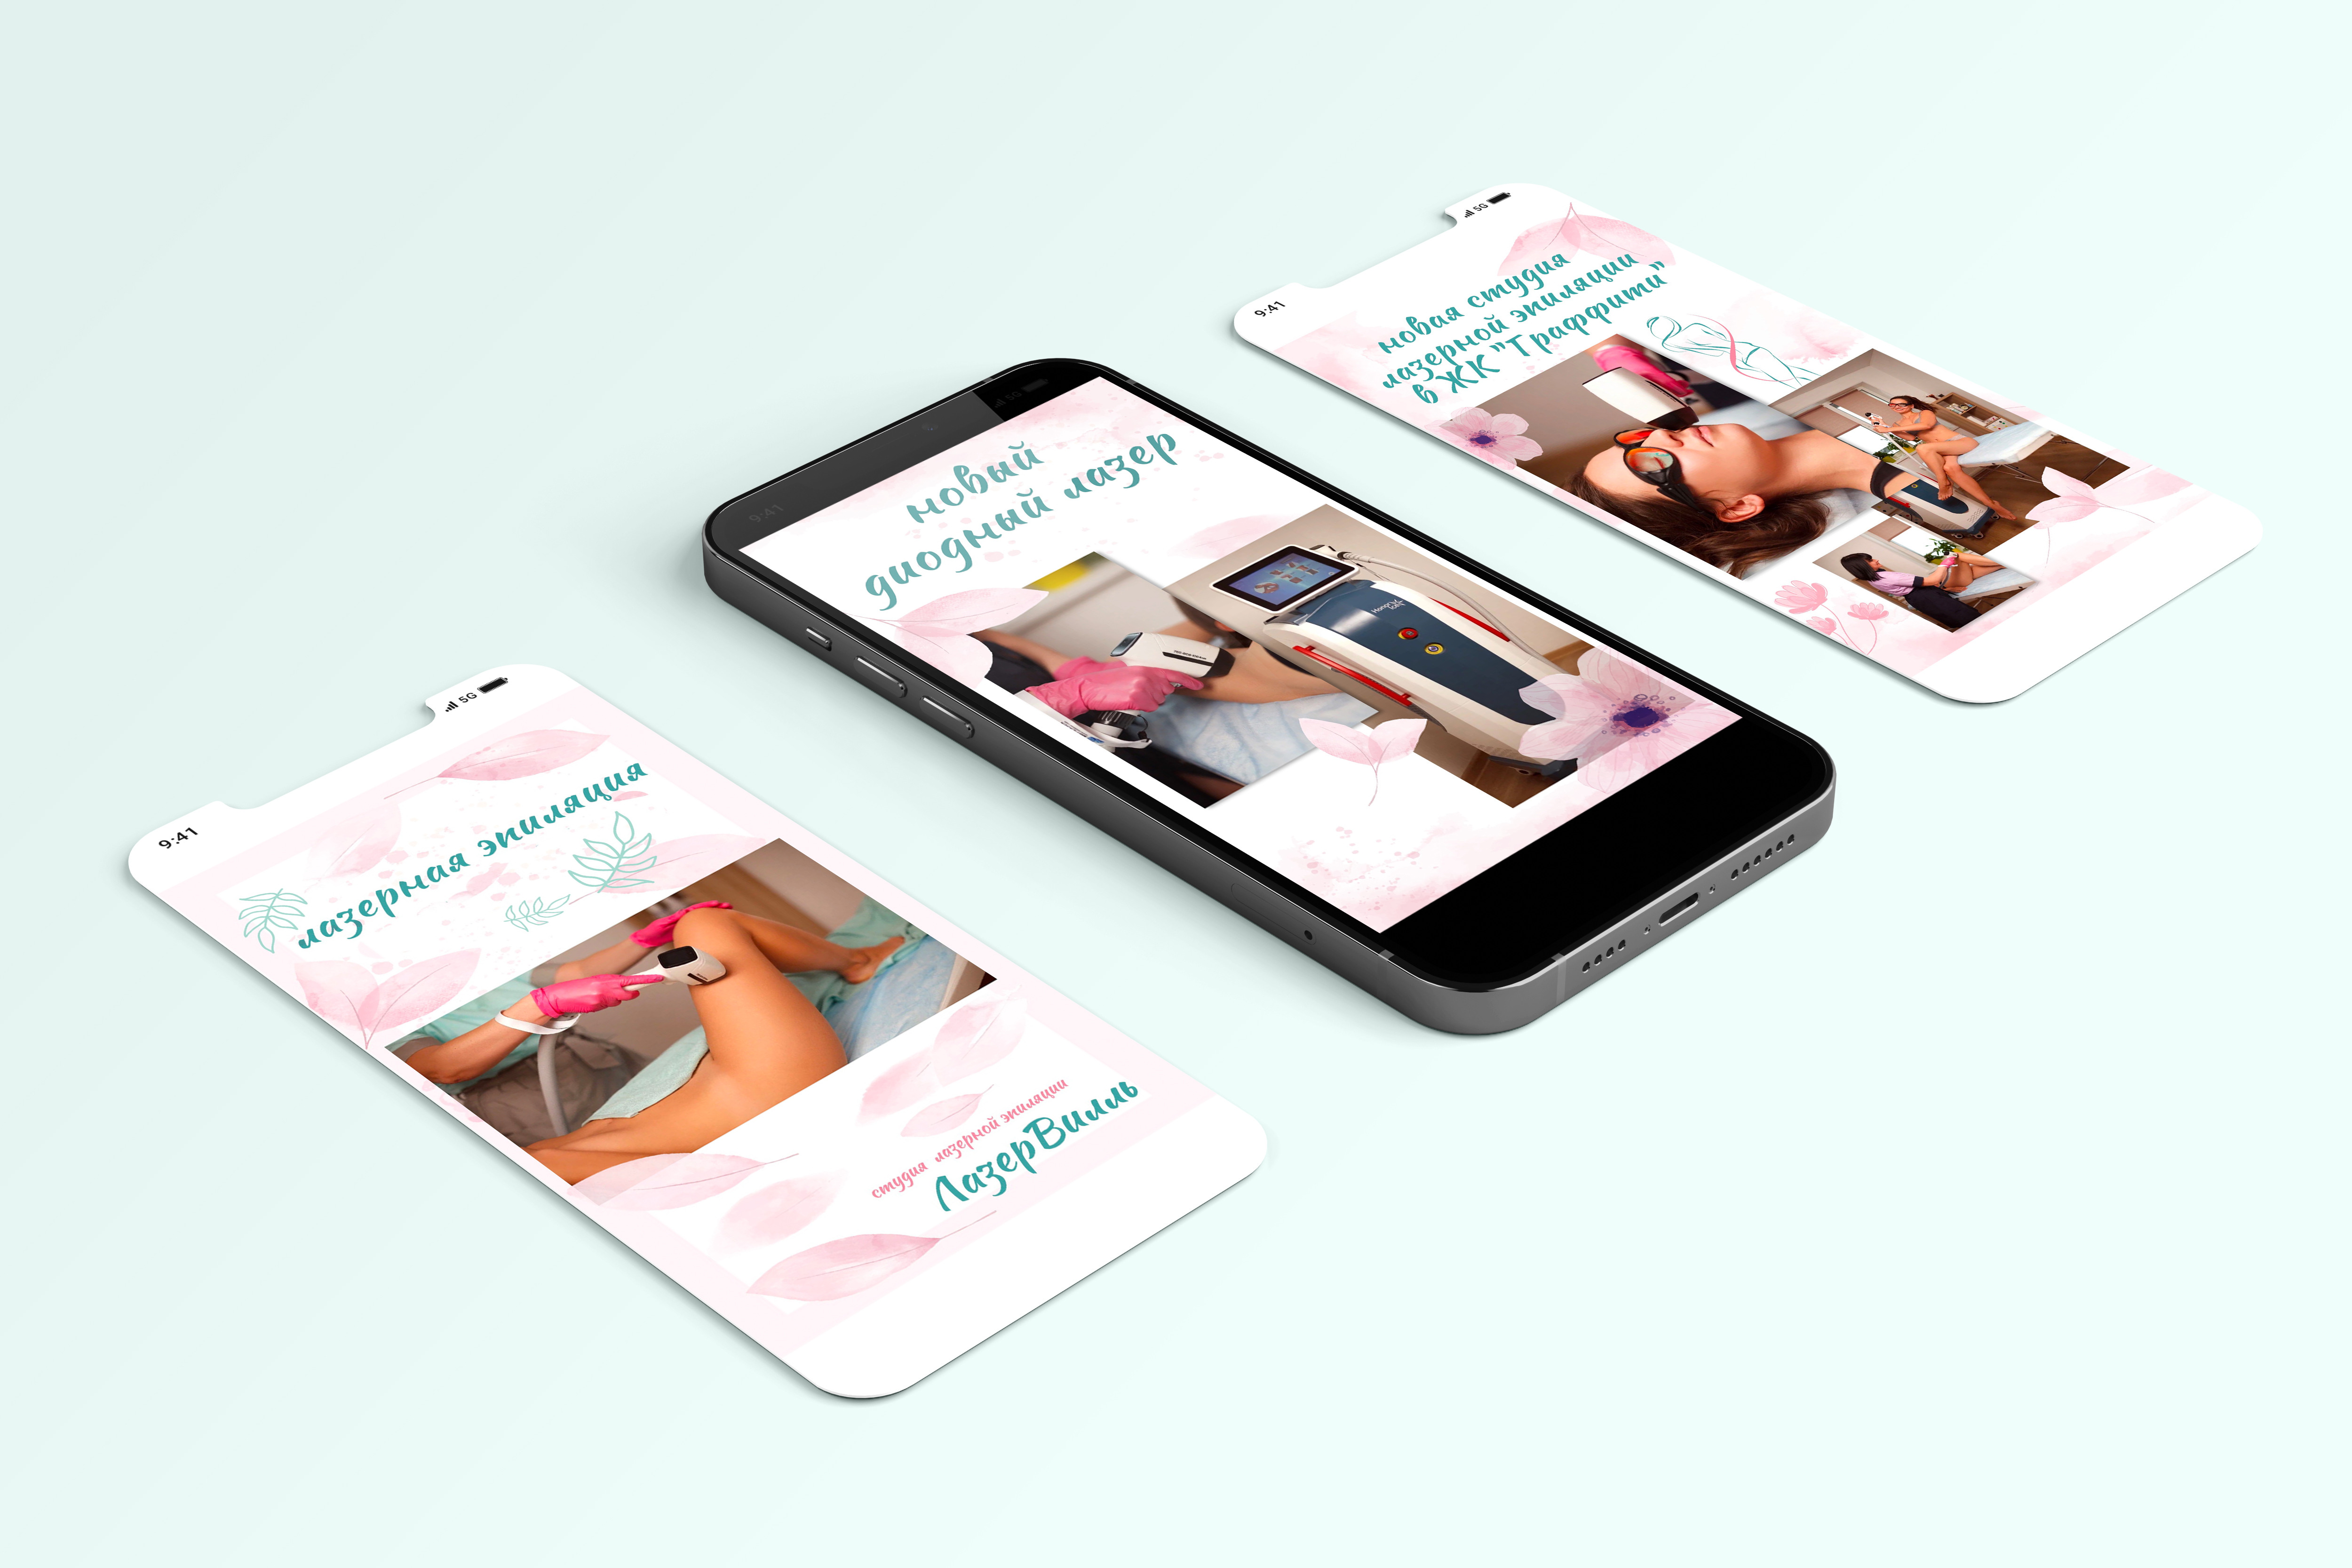 9:41
5G
лазерная эпиляция
студия лазерной эпиляции
ЛазерВилль
9:41
5G
новый
диодный лазер
9:41
5G
новая студия
лазерной эпиляции
в ЖК "Граффити"